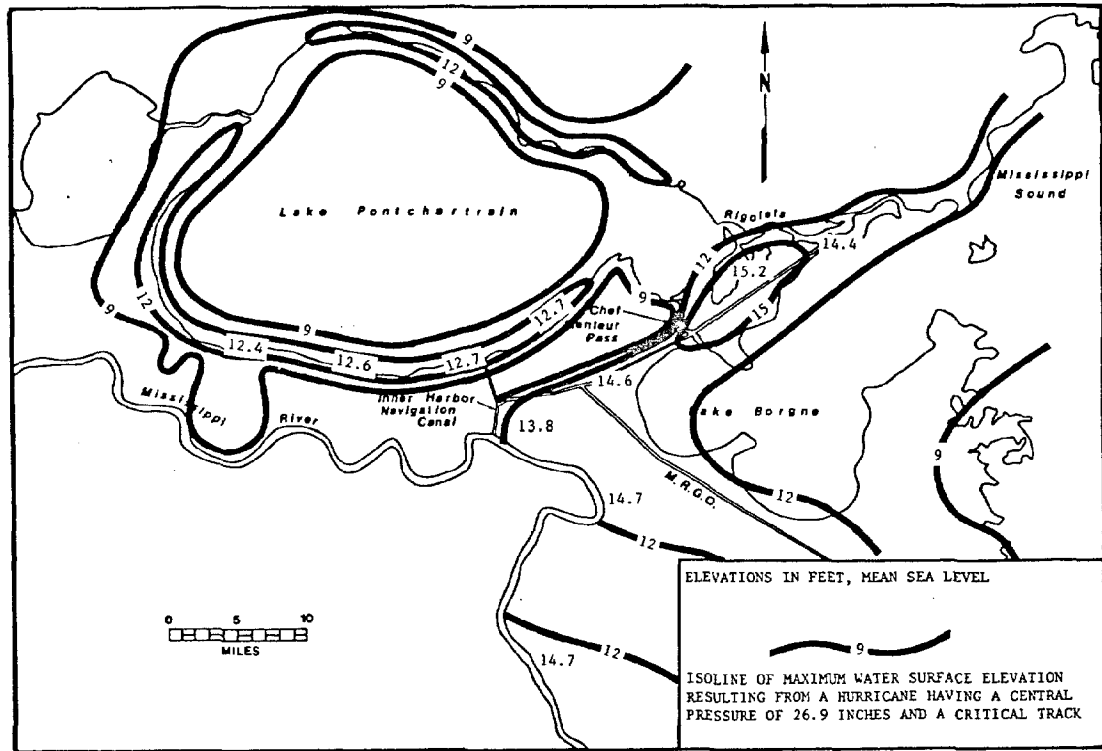 9
12
9
N
Lake Pontchartrain
Mississippi
Sound
Rigolets
14.4
12
15.2
9
12
9
12.7
9
Chef
Menteur
Pass
15
12.4
12.6
12.7
14.6
Inner Harbor
Navigation
Canal
Mississippi
River
13.8
Lake Borgne
9
M.R.G.O.
12
14.7
12
ELEVATIONS IN FEET, MEAN SEA LEVEL
0 5 10
MILES
9
12
14.7
ISOLINE OF MAXIMUM WATER SURFACE ELEVATION
RESULTING FROM A HURRICANE HAVING A CENTRAL
PRESSURE OF 26.9 INCHES AND A CRITICAL TRACK